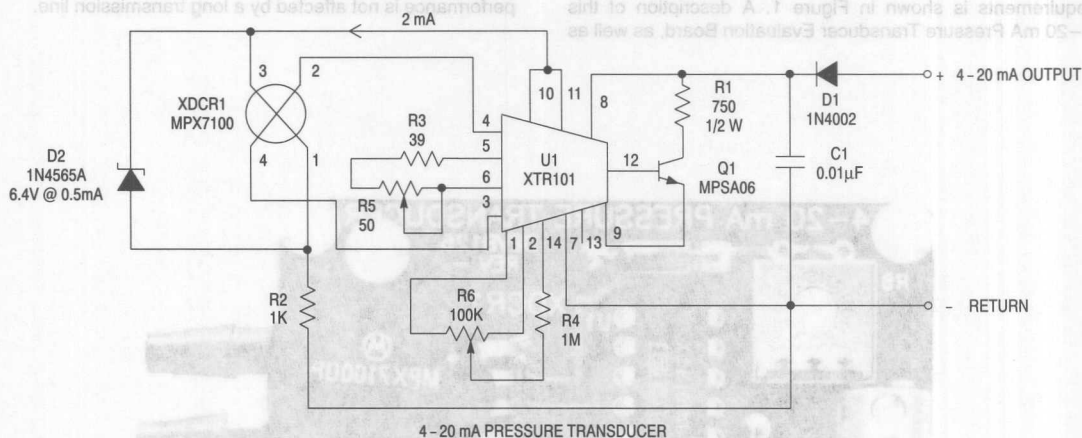 quirements is shown in Figure 1. A description of this
–20 mA Pressure Transducer Evaluation Board, as well as
performance is not affected by a long transmission line.
2 mA
3
2
XDCR1
MPX7100
4
1
D2
1N4565A
6.4V @ 0.5mA
R3
39
R5
50
4
5
6
3
10
11
8
U1
XTR101
12
1
2
14
7
13
9
R1
750
1/2 W
Q1
MPSA06
D1
1N4002
C1
0.01µF
+ 4–20 mA OUTPUT
R2
1K
R6
100K
R4
1M
– RETURN
4–20 mA PRESSURE TRANSDUCER